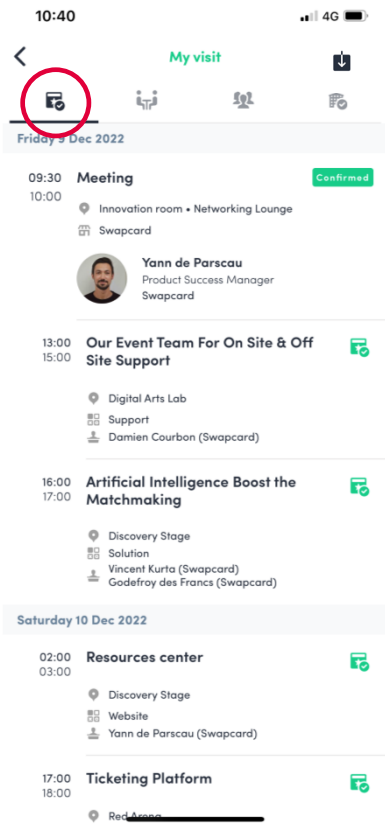 10:40
4G
My visit
Friday 9 Dec 2022
09:30 Meeting Confirmed
10:00
Innovation room • Networking Lounge
Swapcard
Yann de Parscau
Product Success Manager
Swapcard
13:00 Our Event Team For On Site & Off
15:00 Site Support
Digital Arts Lab
Support
Damien Courbon (Swapcard)
16:00 Artificial Intelligence Boost the
17:00 Matchmaking
Discovery Stage
Solution
Vincent Kurta (Swapcard)
Godefroy des Francs (Swapcard)
Saturday 10 Dec 2022
02:00 Resources center
03:00
Discovery Stage
Website
Yann de Parscau (Swapcard)
17:00 Ticketing Platform
18:00
Red Arena